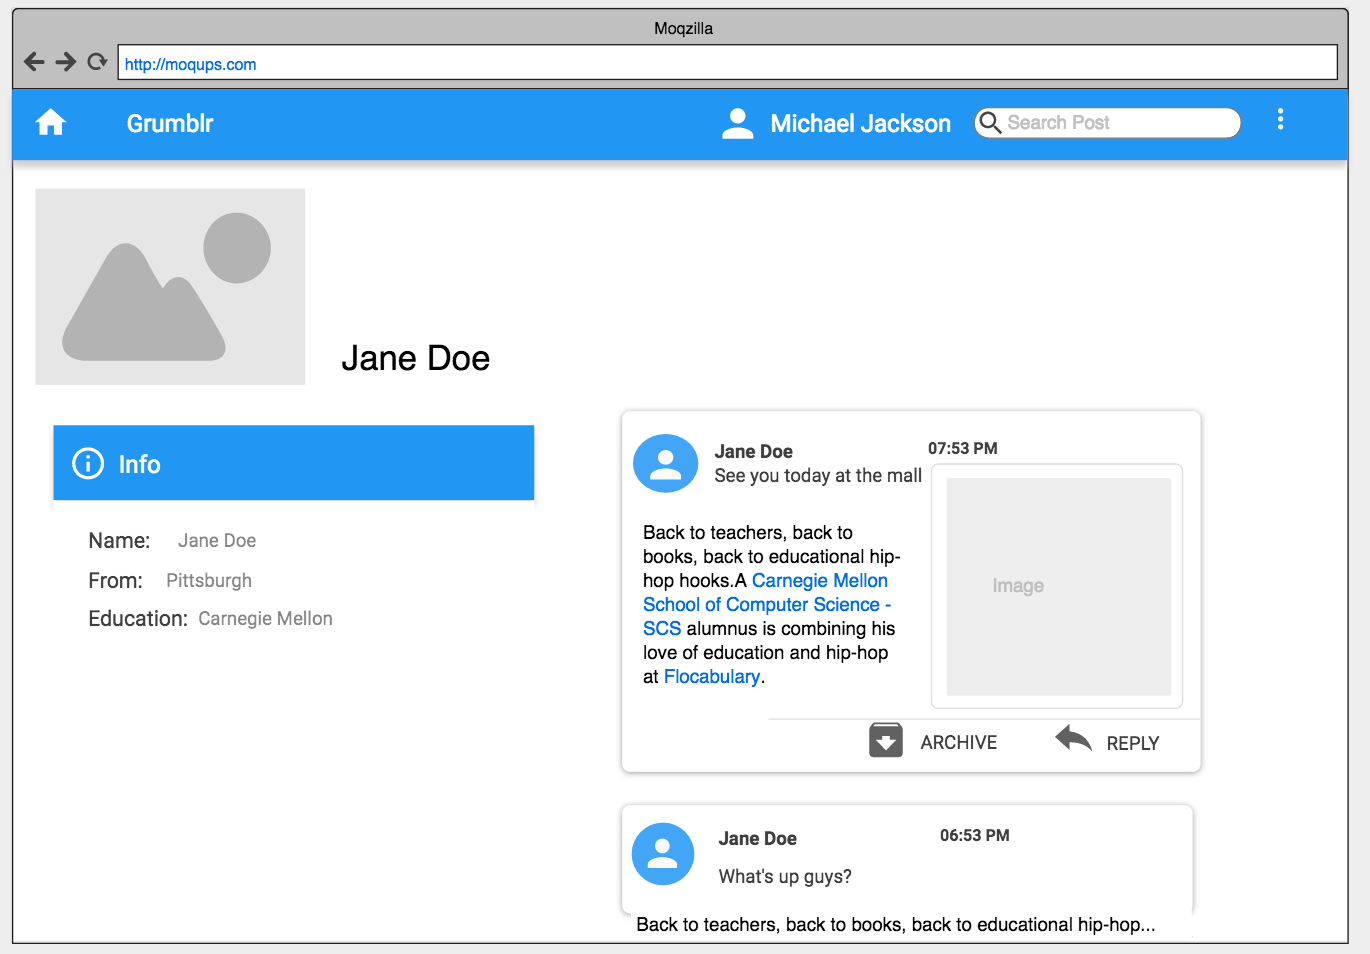 Moqzilla
http://moqups.com
Grumblr
Michael Jackson
Search Post
Jane Doe
Info
Name: Jane Doe
From: Pittsburgh
Education: Carnegie Mellon
Jane Doe
07:53 PM
See you today at the mall
Back to teachers, back to
books, back to educational hip-
hop hooks.A Carnegie Mellon
School of Computer Science -
SCS alumnus is combining his
love of education and hip-hop
at Flocabulary.
Image
ARCHIVE
REPLY
Jane Doe
06:53 PM
What's up guys?
Back to teachers, back to books, back to educational hip-hop...